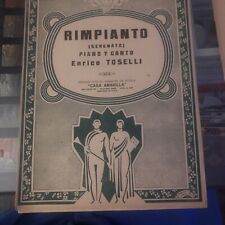 RIMPIANTO
(SERENATA)
PIANO Y CANTO
Enrico TOSELLI
"CASA AMARILLA"